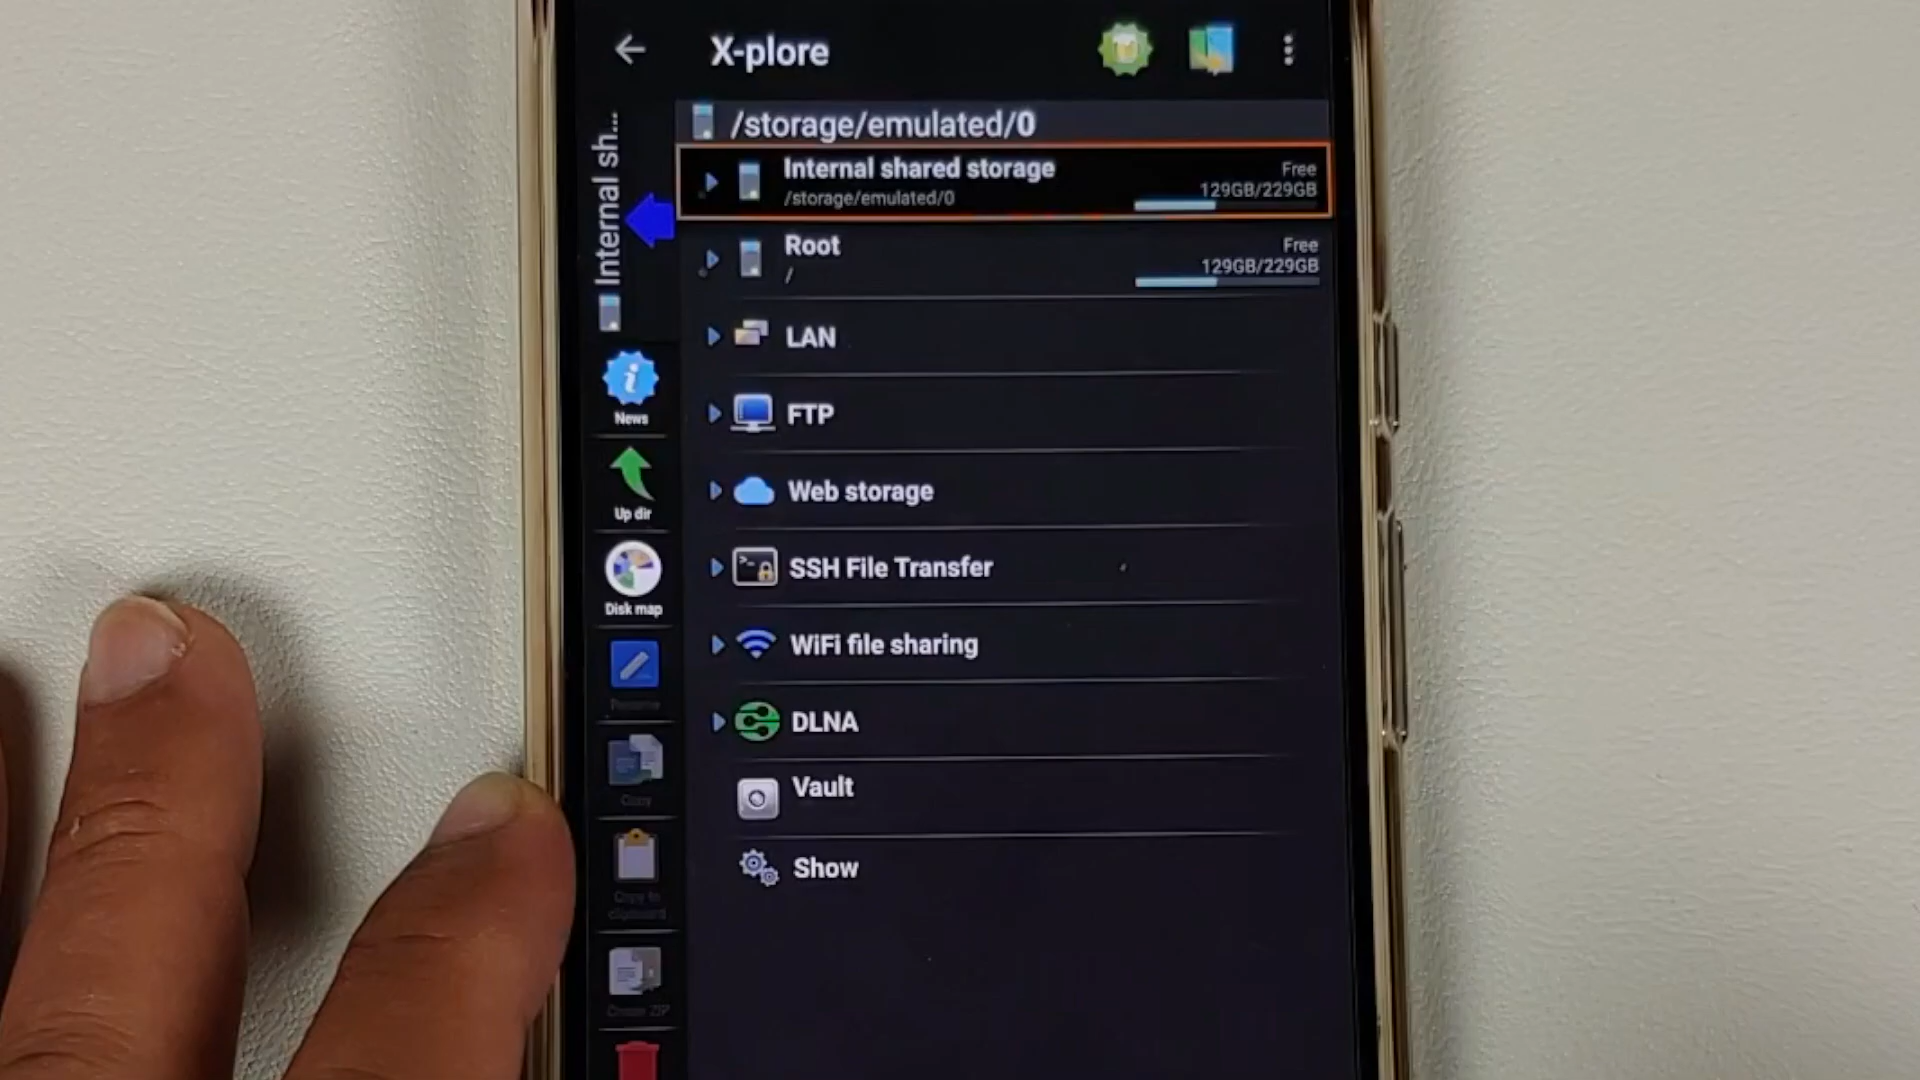 X-plore
/storage/emulated/0
Internal sh...
Internal shared storage
/storage/emulated/0
Free
129GB/229GB
Root
/
Free
129GB/229GB
LAN
FTP
Web storage
SSH File Transfer
WiFi file sharing
DLNA
Vault
Show
News
Up dir
Disk map
Rename
Copy
Copy to
clipboard
Create ZIP